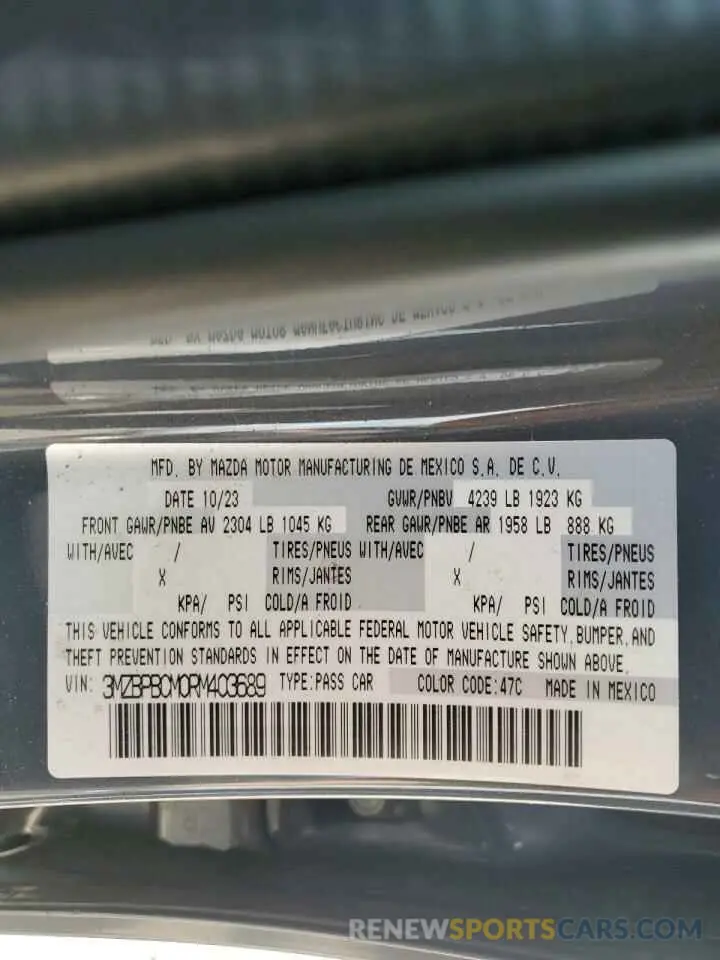 MFD. BY MAZDA MOTOR MANUFACTURING DE MEXICO S.A. DE C.V.
DATE 10/23 GVWR/PNBV 4239 LB 1923 KG
FRONT GAWR/PNBE AV 2304 LB 1045 KG REAR GAWR/PNBE AR 1958 LB 888 KG
WITH/AVEC / TIRES/PNEUS WITH/AVEC / TIRES/PNEUS
X RIMS/JANTES X RIMS/JANTES
KPA/ PSI COLD/A FROID KPA/ PSI COLD/A FROID
THIS VEHICLE CONFORMS TO ALL APPLICABLE FEDERAL MOTOR VEHICLE SAFETY, BUMPER, AND
THEFT PREVENTION STANDARDS IN EFFECT ON THE DATE OF MANUFACTURE SHOWN ABOVE.
VIN: 3MZBPBCM0RM403689 TYPE:PASS CAR COLOR CODE:47C MADE IN MEXICO
RENEWSPORTSCARS.COM